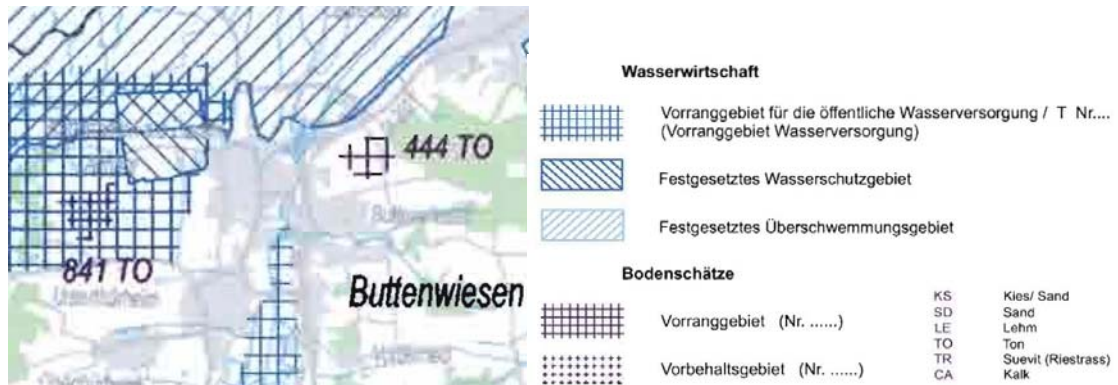 444 TO
841 TO
Buttenwiesen
Wasserwirtschaft
Vorranggebiet für die öffentliche Wasserversorgung / T Nr....
(Vorranggebiet Wasserversorgung)
Festgesetztes Wasserschutzgebiet
Festgesetztes Überschwemmungsgebiet
Bodenschätze
Vorranggebiet (Nr. ......)
Vorbehaltsgebiet (Nr. ......)
KS Kies/ Sand
SD Sand
LE Lehm
TO Ton
TR Suevit (Riestrass)
CA Kalk